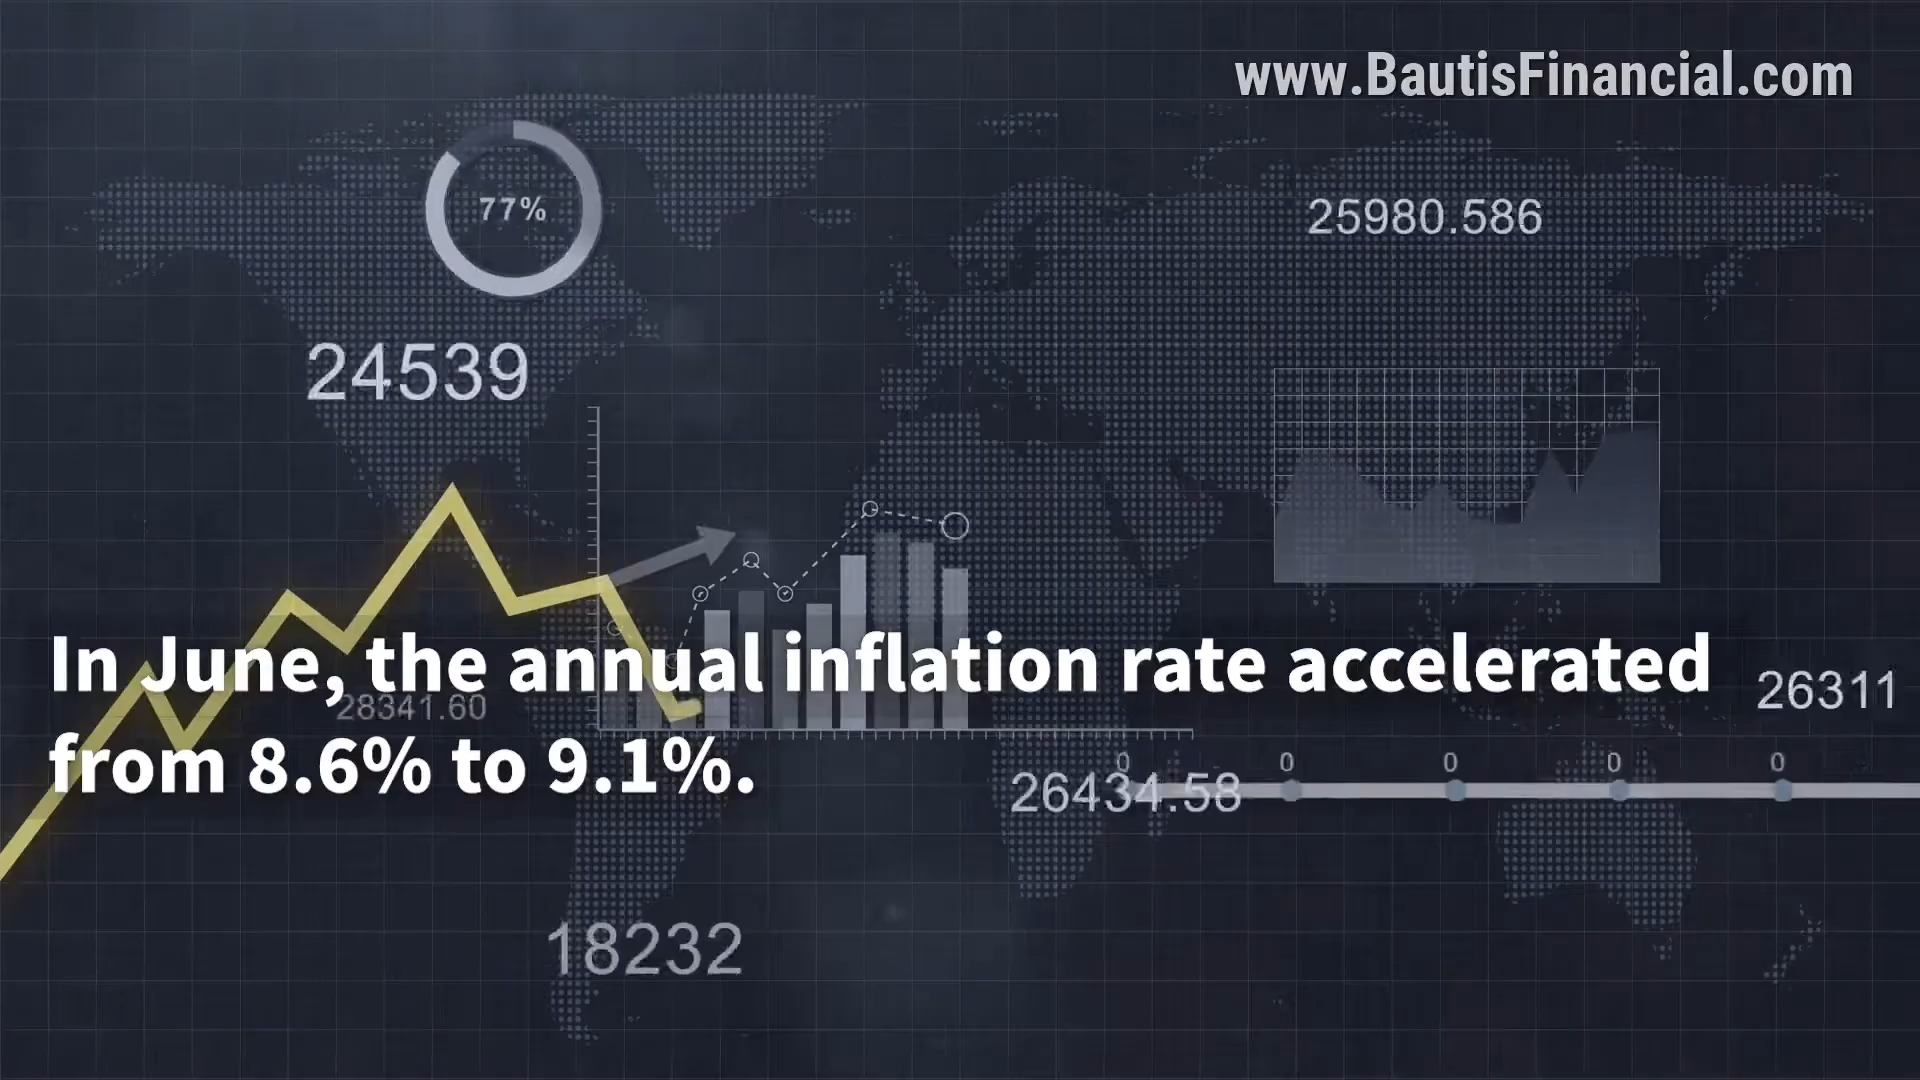 www.BautisFinancial.com
77%
25980.586
24539
In June, the annual inflation rate accelerated
26311
28341.60
from 8.6% to 9.1%.
0 0 0 0 0
26434.58
18232